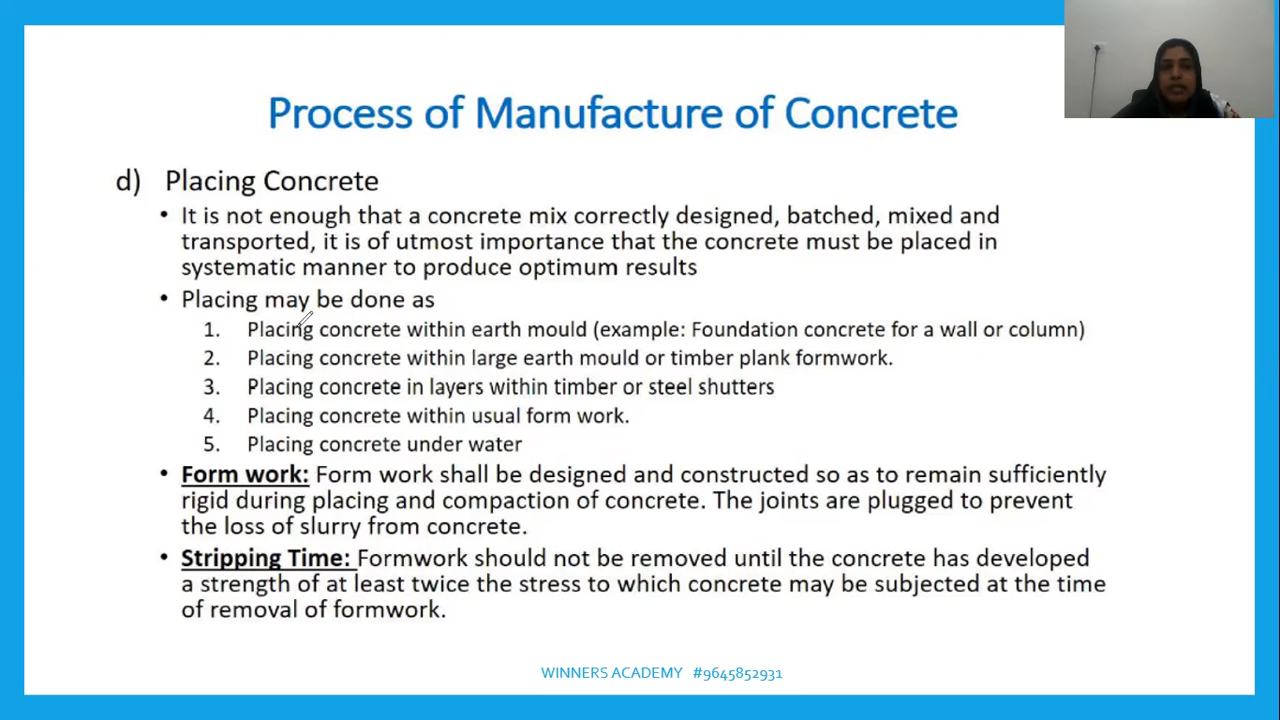 Process of Manufacture of Concrete
d) Placing Concrete
• It is not enough that a concrete mix correctly designed, batched, mixed and
transported, it is of utmost importance that the concrete must be placed in
systematic manner to produce optimum results
• Placing may be done as
1. Placing concrete within earth mould (example: Foundation concrete for a wall or column)
2. Placing concrete within large earth mould or timber plank formwork.
3. Placing concrete in layers within timber or steel shutters
4. Placing concrete within usual form work.
5. Placing concrete under water
• Form work: Form work shall be designed and constructed so as to remain sufficiently
rigid during placing and compaction of concrete. The joints are plugged to prevent
the loss of slurry from concrete.
• Stripping Time: Formwork should not be removed until the concrete has developed
a strength of at least twice the stress to which concrete may be subjected at the time
of removal of formwork.
WINNERS ACADEMY #9645852931